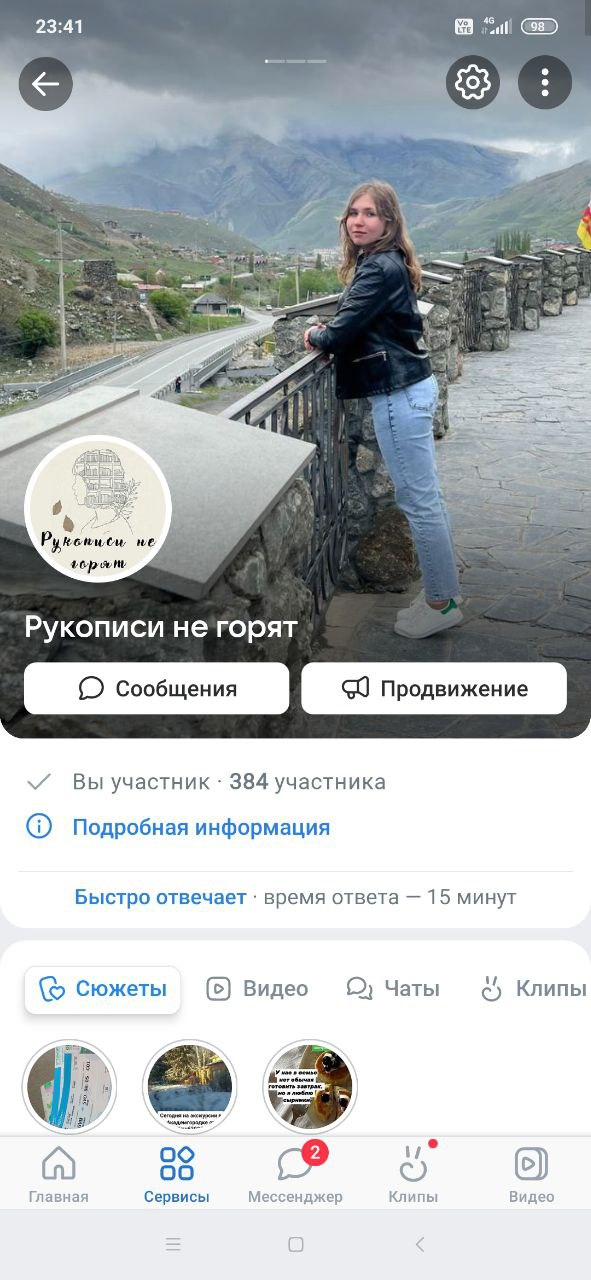 23:41
Vo LTE 4G 98
Рукописи не
горят
Рукописи не горят
Сообщения
Продвижение
Вы участник · 384 участника
Подробная информация
Быстро отвечает · время ответа — 15 минут
Сюжеты
Видео
Чаты
Клипы
Сегодня на экскурсии в
У нас в семье
нет обычая
готовить завтрак,
но я люблю
сырники
2
Главная
Сервисы
Мессенджер
Клипы
Видео